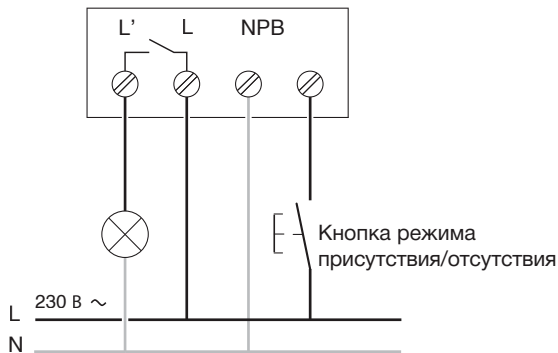 L' L NPB
Кнопка режима
присутствия/отсутствия
230 В ~
L
N